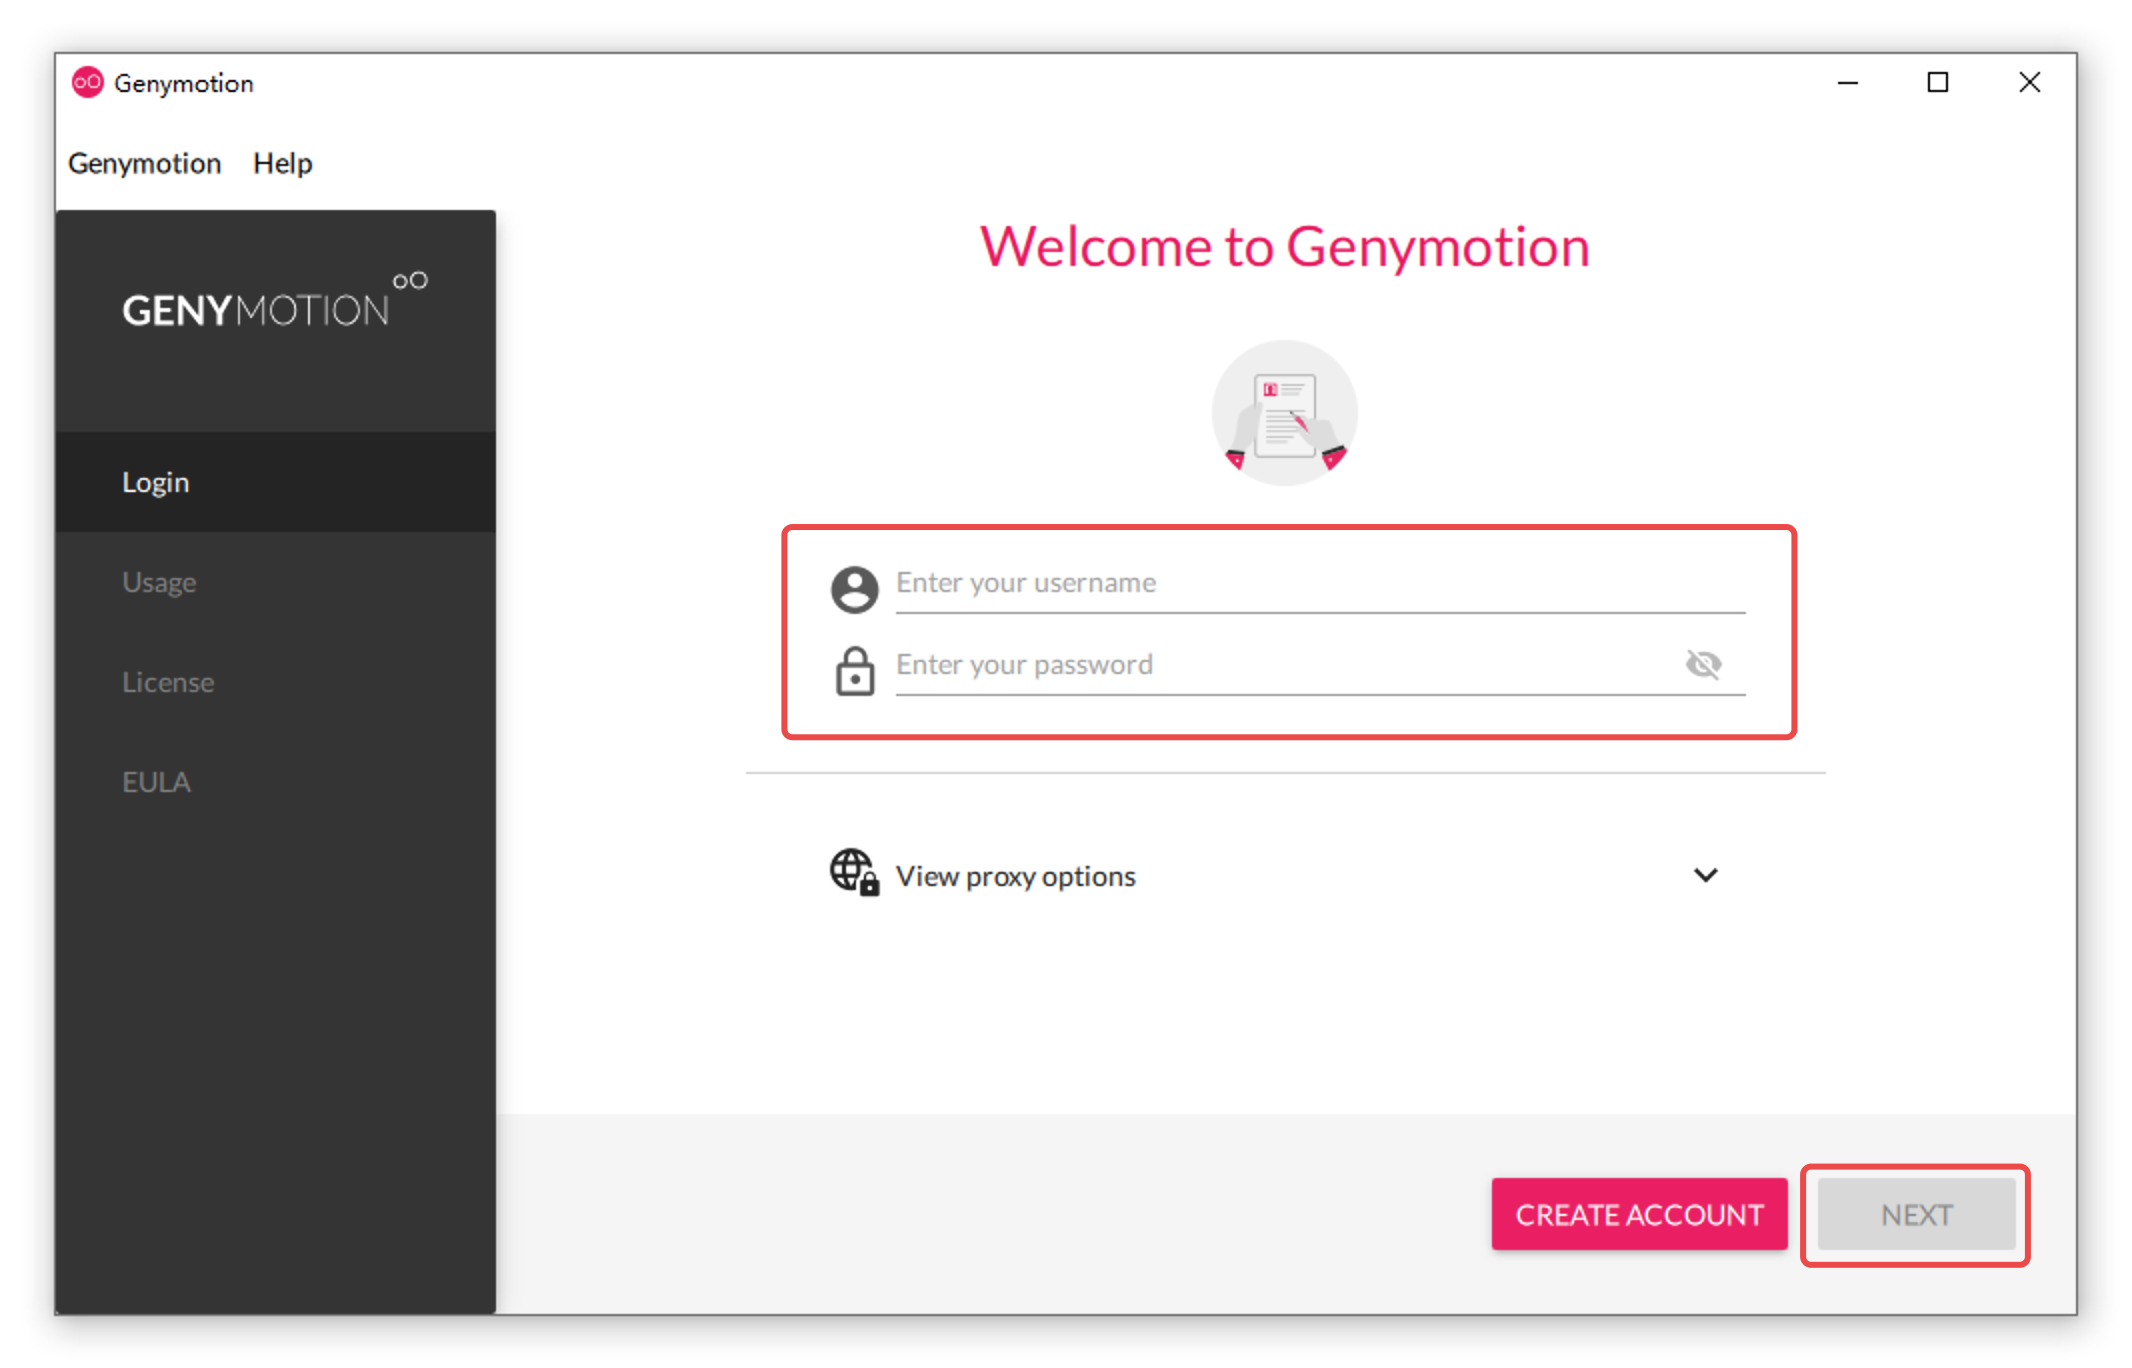 Genymotion
Genymotion Help
GENYMOTION
Login
Usage
License
EULA
Welcome to Genymotion
Enter your username
Enter your password
View proxy options
CREATE ACCOUNT
NEXT